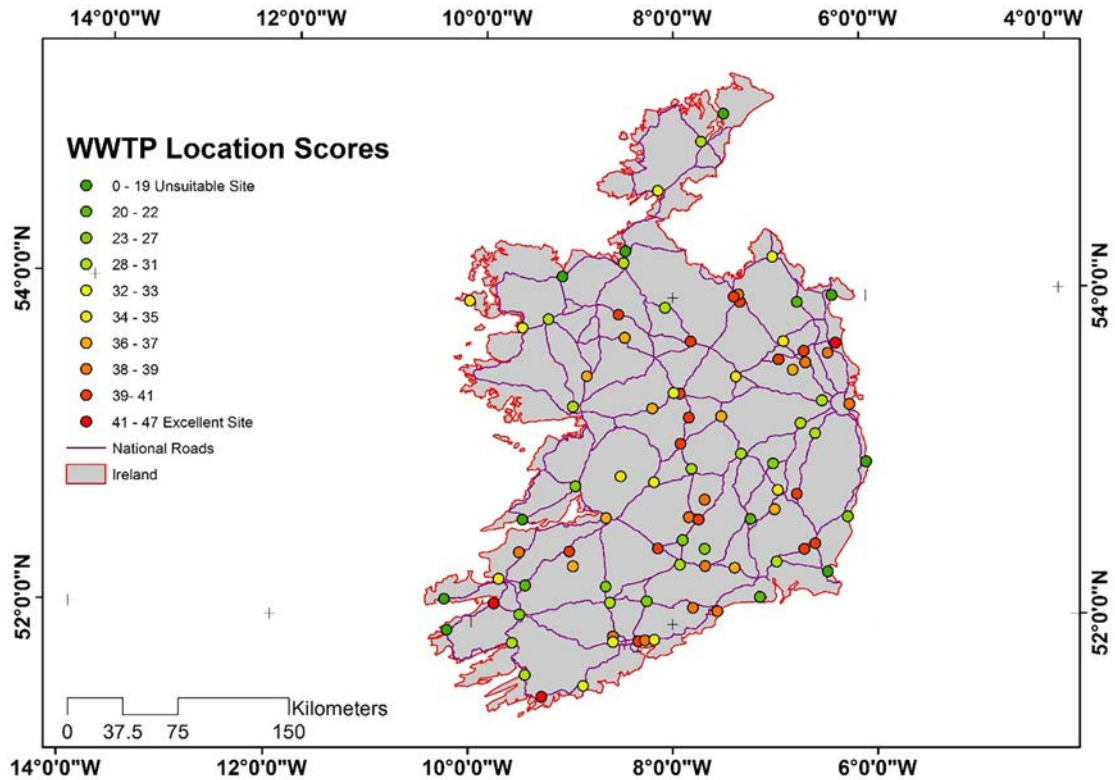 14°0'0"W 12°0'0"W 10°0'0"W 8°0'0"W 6°0'0"W 4°0'0"W
WWTP Location Scores
0 - 19 Unsuitable Site
20 - 22
23 - 27
28 - 31
32 - 33
34 - 35
36 - 37
38 - 39
39- 41
41 - 47 Excellent Site
National Roads
Ireland
54°0'0"N
54°0'0"N
52°0'0"N
52°0'0"N
Kilometers
0 37.5 75 150
14°0'0"W 12°0'0"W 10°0'0"W 8°0'0"W 6°0'0"W